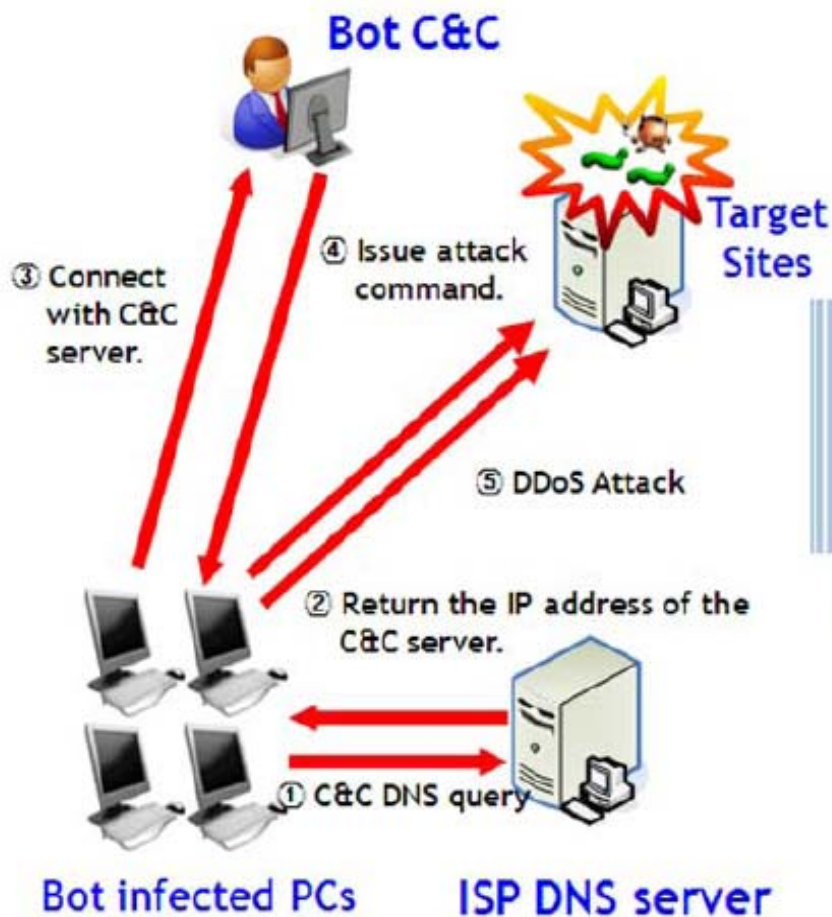 Bot C&C
Target
Sites
③ Connect
with C&C
server.
④ Issue attack
command.
⑤ DDoS Attack
② Return the IP address of the
C&C server.
① C&C DNS query
Bot infected PCs
ISP DNS server